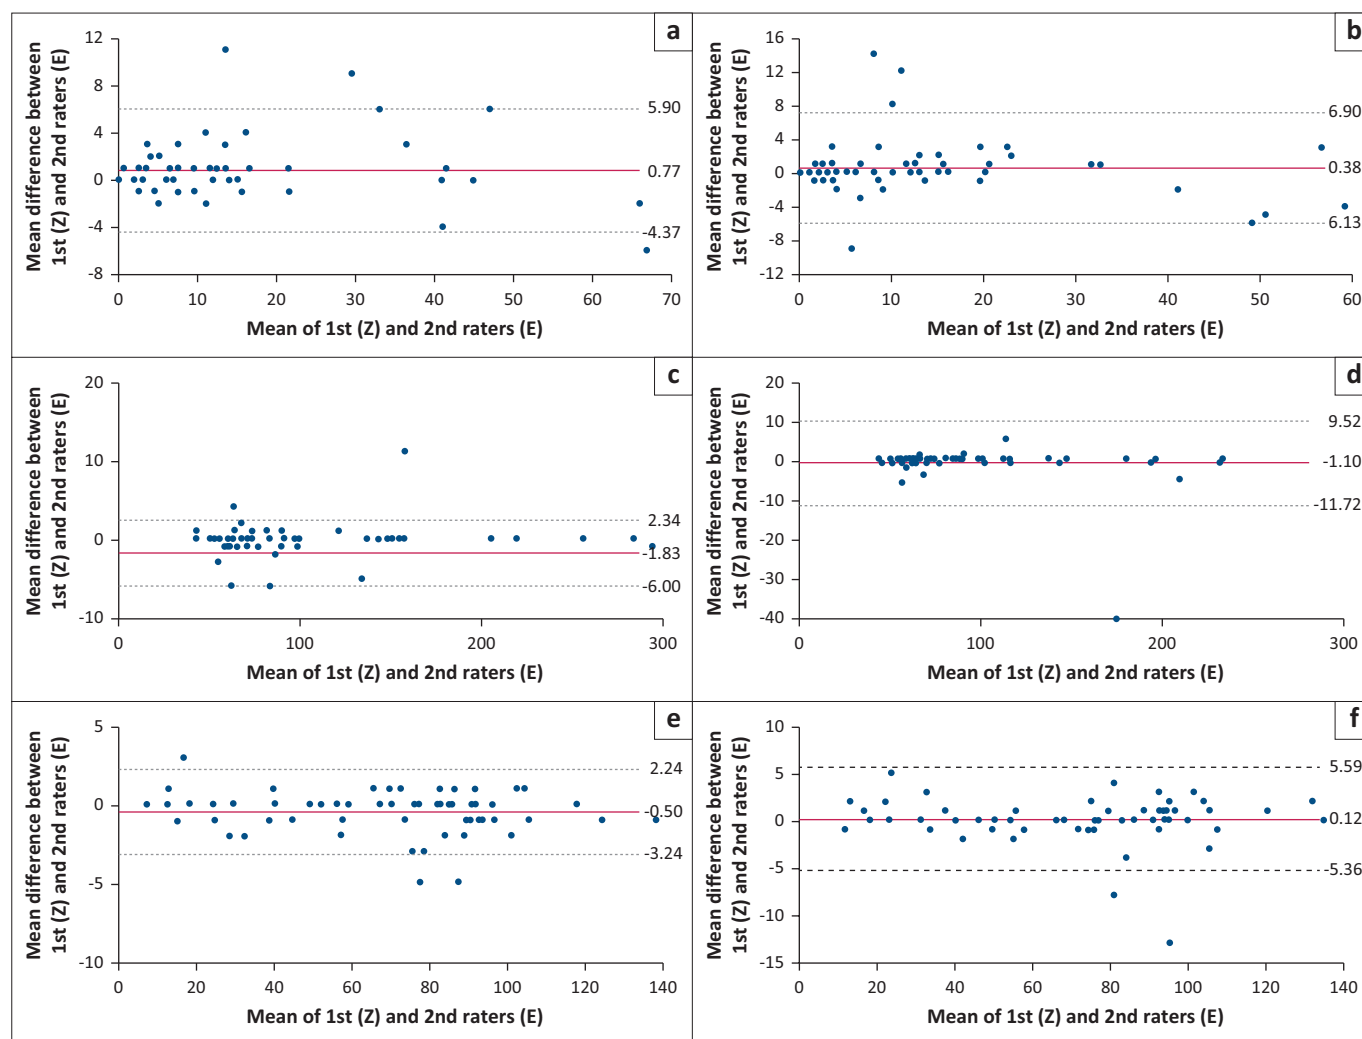 a
Mean difference between
1st (Z) and 2nd raters (E)
12
8
4
0
-4
-8
5.90
0.77
-4.37
0 10 20 30 40 50 60 70
Mean of 1st (Z) and 2nd raters (E)
b
Mean difference between
1st (Z) and 2nd raters (E)
16
12
8
4
0
-4
-8
-12
6.90
0.38
6.13
0 10 20 30 40 50 60
Mean of 1st (Z) and 2nd raters (E)
c
Mean difference between
1st (Z) and 2nd raters (E)
20
10
0
-10
2.34
-1.83
-6.00
0 100 200 300
Mean of 1st (Z) and 2nd raters (E)
d
Mean difference between
1st (Z) and 2nd raters (E)
20
10
0
-10
-20
-30
-40
9.52
-1.10
-11.72
0 100 200 300
Mean of 1st (Z) and 2nd raters (E)
e
Mean difference between
1st (Z) and 2nd raters (E)
5
0
-5
-10
2.24
-0.50
-3.24
0 20 40 60 80 100 120 140
Mean of 1st (Z) and 2nd raters (E)
f
Mean difference between
1st (Z) and 2nd raters (E)
10
5
0
-5
-10
-15
5.59
0.12
-5.36
0 20 40 60 80 100 120 140
Mean of 1st (Z) and 2nd raters (E)